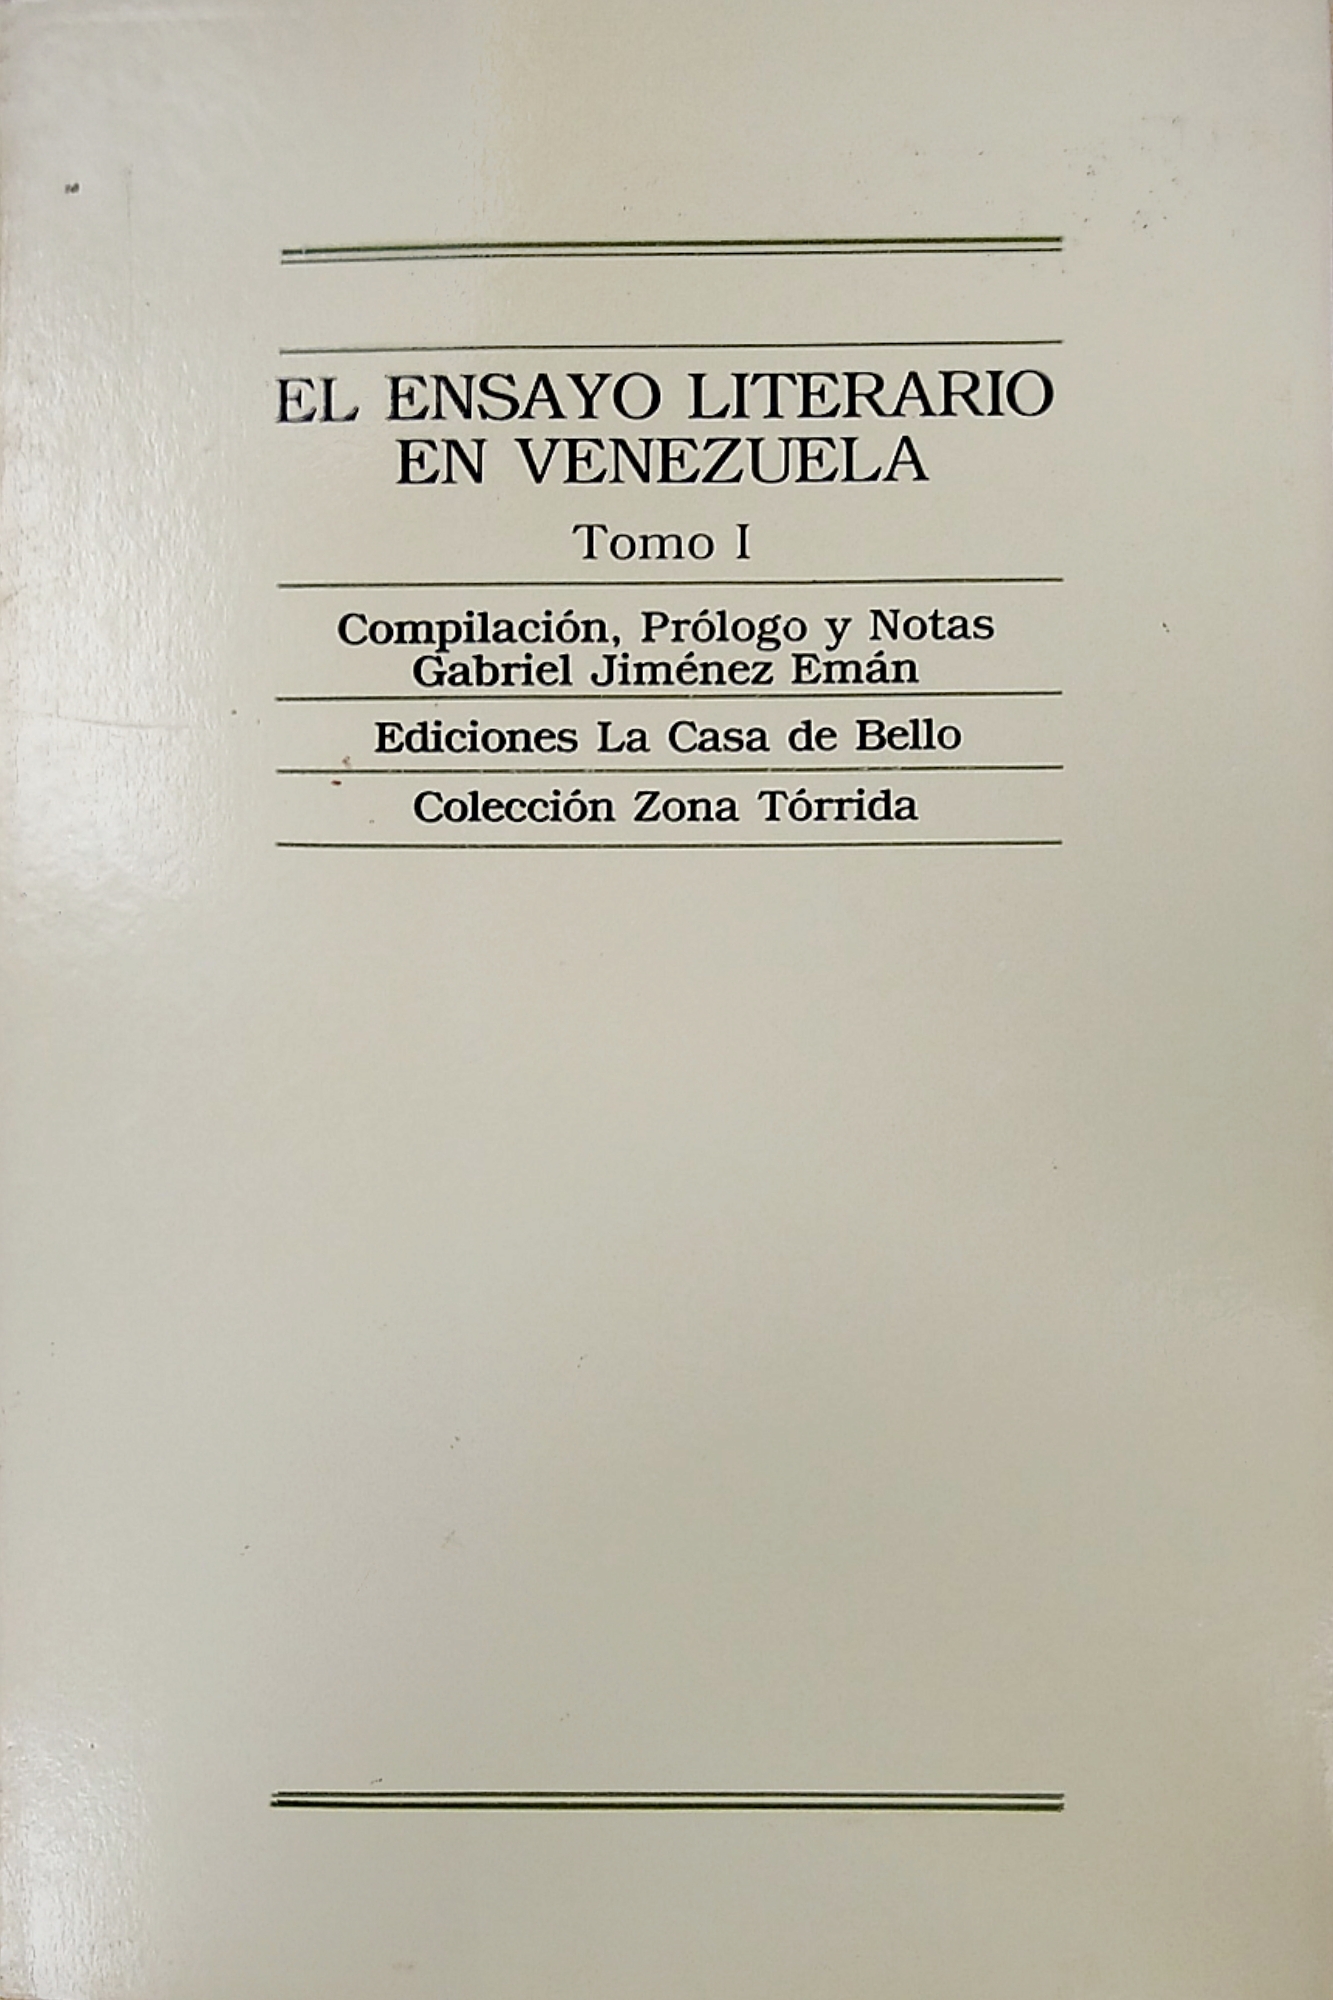 EL ENSAYO LITERARIO
EN VENEZUELA
Tomo I
Compilación, Prólogo y Notas
Gabriel Jiménez Emán
Ediciones La Casa de Bello
Colección Zona Tórrida